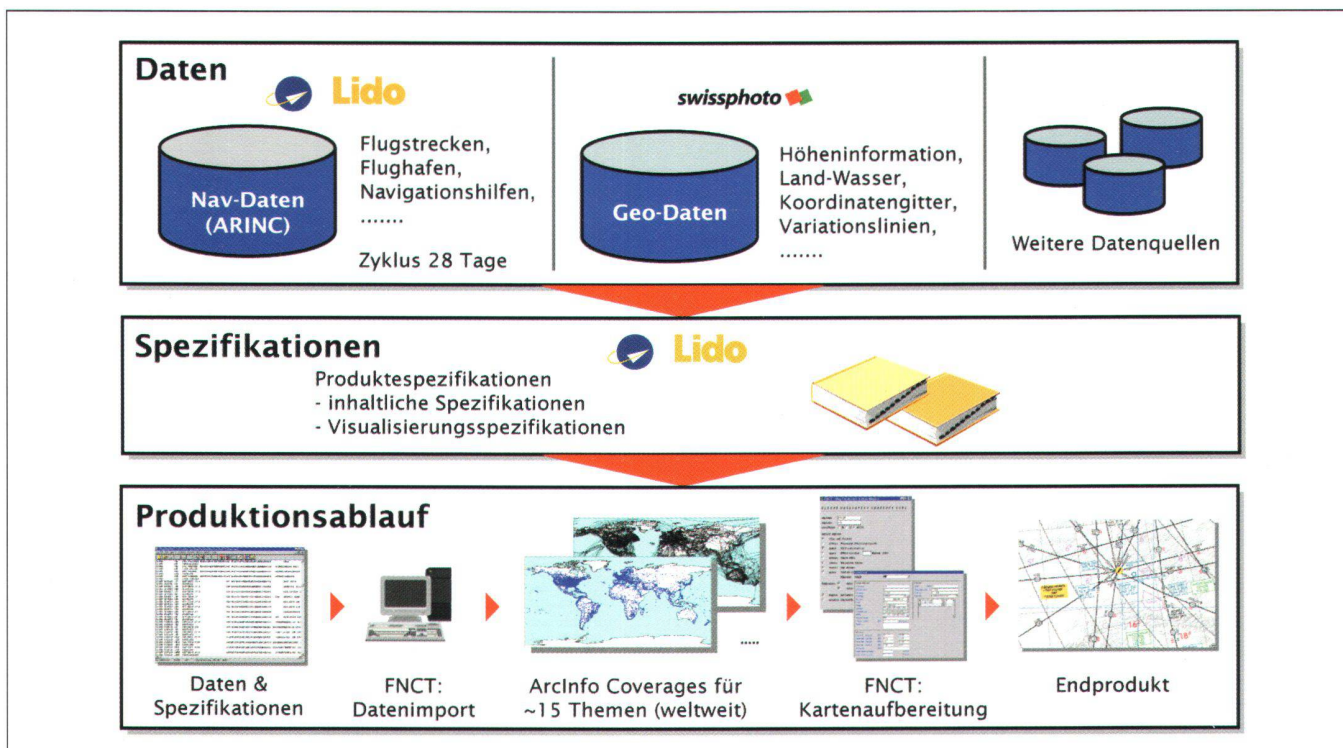 Daten
Lido
Nav-Daten
(ARINC)
Flugstrecken,
Flughafen,
Navigationshilfen,
.......
Zyklus 28 Tage
swissphoto
Geo-Daten
Höheninformation,
Land-Wasser,
Koordinatengitter,
Variationslinien,
.......
Weitere Datenquellen
Spezifikationen
Lido
Produktespezifikationen
- inhaltliche Spezifikationen
- Visualisierungsspezifikationen
Produktionsablauf
.....
Daten &
Spezifikationen
FNCT:
Datenimport
ArcInfo Coverages für
~15 Themen (weltweit)
FNCT:
Kartenaufbereitung
Endprodukt